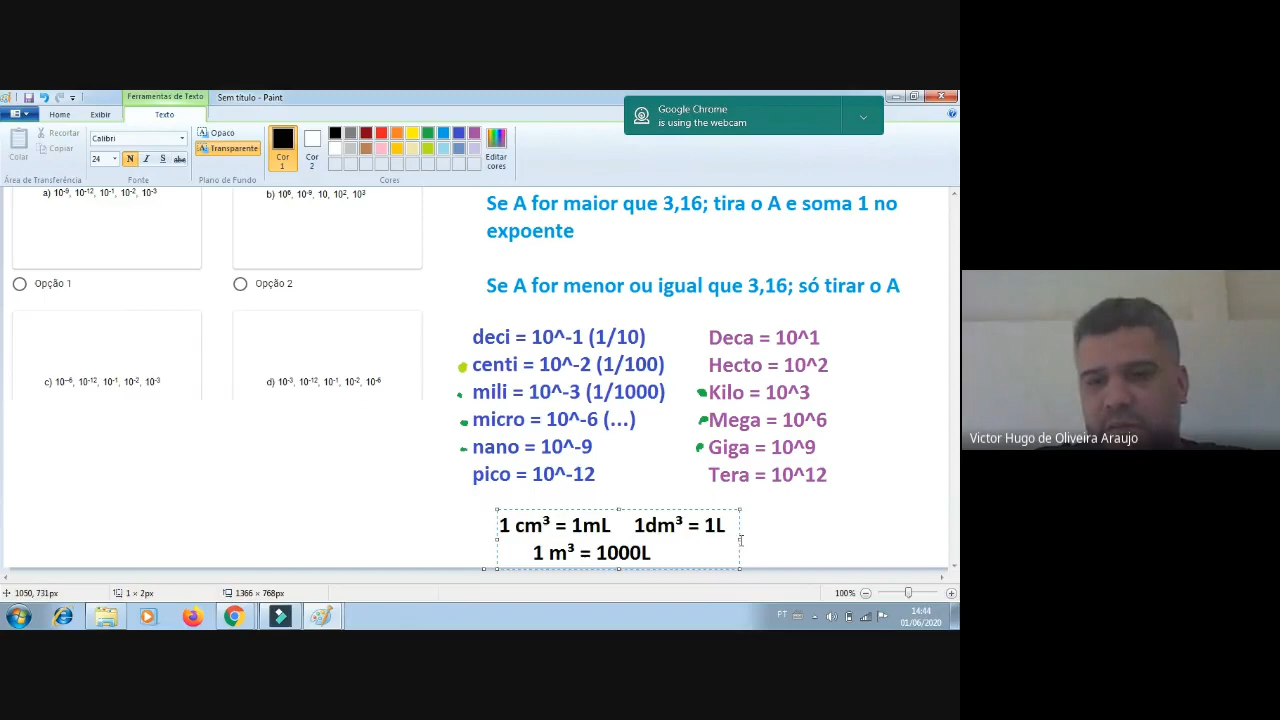 Ferramentas de Texto
Sem título - Paint
Home
Exibir
Texto
Colar
Recortar
Copiar
Área de Transferência
Calibri
24
N I S abc
Fonte
Opaco
Transparente
Plano de Fundo
Cor 1
Cor 2
Editar cores
Cores
Google Chrome
is using the webcam
a) 10⁻⁹, 10⁻¹², 10⁻¹, 10⁻², 10⁻³
b) 10⁶, 10⁻⁹, 10, 10², 10³
Opção 1
Opção 2
c) 10⁻⁶, 10⁻¹², 10⁻¹, 10⁻², 10⁻³
d) 10⁻³, 10⁻¹², 10⁻¹, 10⁻², 10⁻⁶
Se A for maior que 3,16; tira o A e soma 1 no
expoente
Se A for menor ou igual que 3,16; só tirar o A
deci = 10^-1 (1/10)
centi = 10^-2 (1/100)
mili = 10^-3 (1/1000)
micro = 10^-6 (...)
nano = 10^-9
pico = 10^-12
Deca = 10^1
Hecto = 10^2
Kilo = 10^3
Mega = 10^6
Giga = 10^9
Tera = 10^12
1 cm³ = 1mL 1dm³ = 1L
1 m³ = 1000L
1050, 731px
1 × 2px
1366 × 768px
100%
PT
14:44
01/06/2020
Victor Hugo de Oliveira Araujo